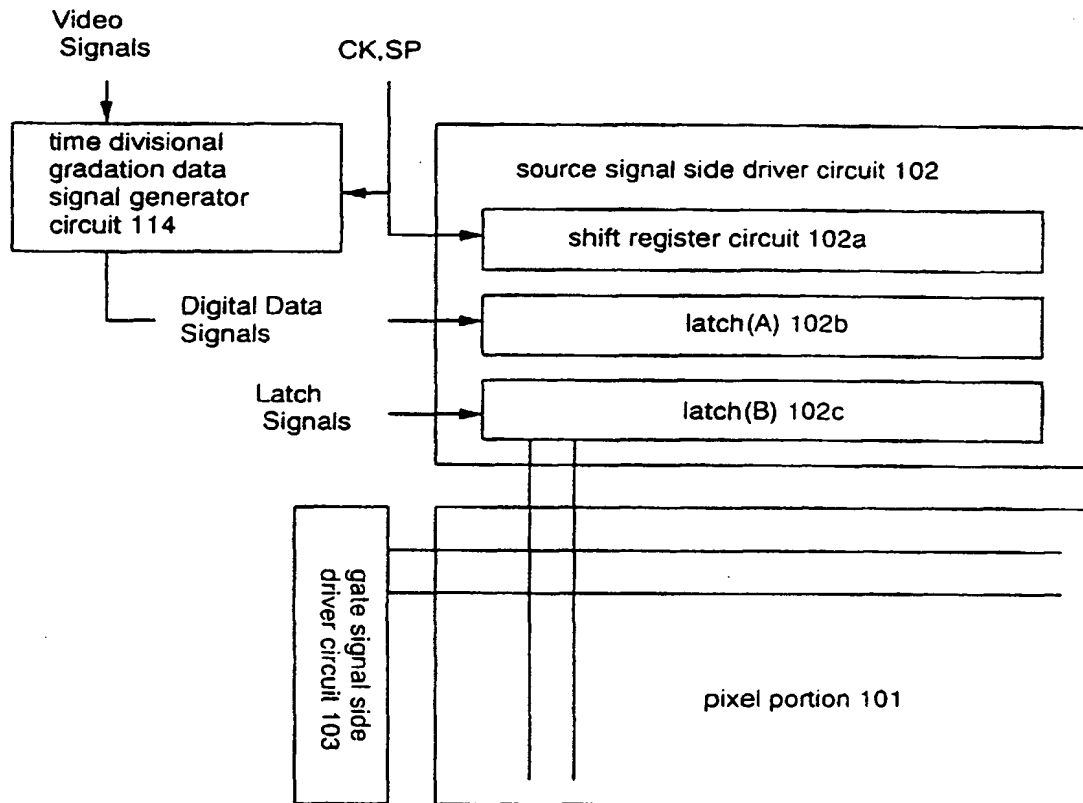 Video
Signals
CK,SP
time divisional
gradation data
signal generator
circuit 114
source signal side driver circuit 102
shift register circuit 102a
Digital Data
Signals
latch(A) 102b
Latch
Signals
latch(B) 102c
gate signal side
driver circuit 103
pixel portion 101